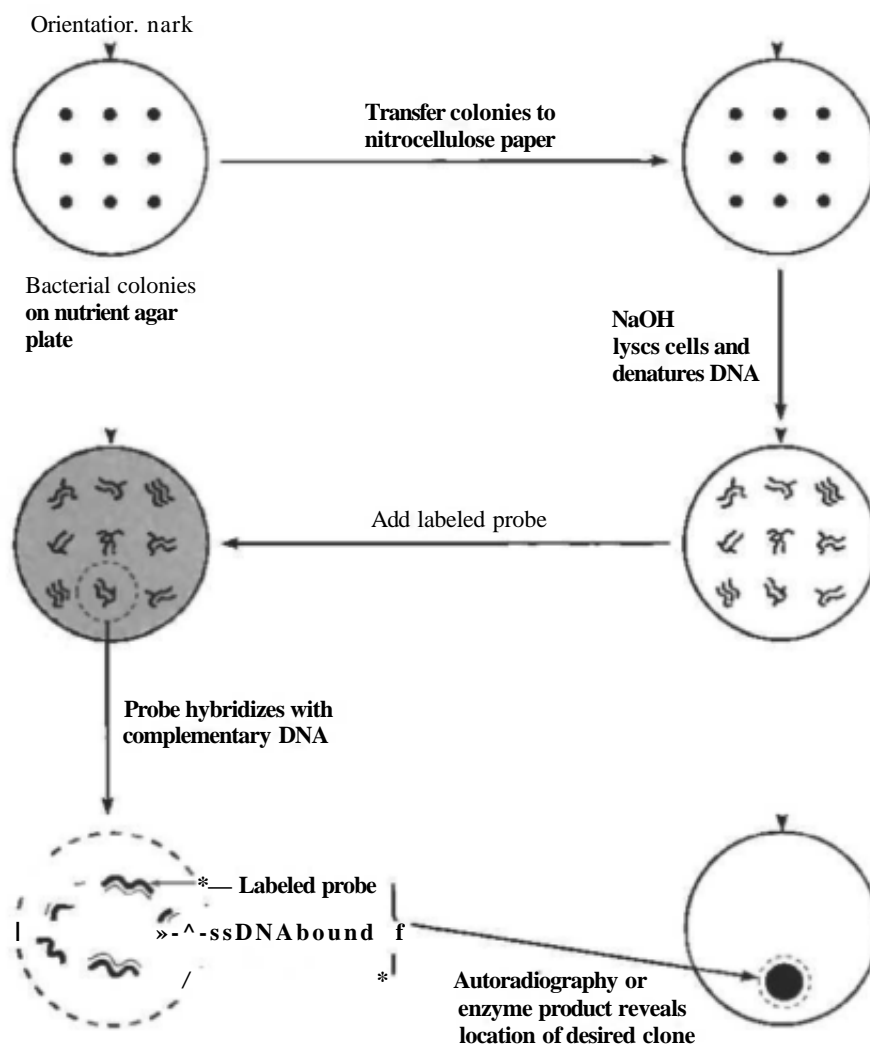 Orientatior. nark
Transfer colonies to
nitrocellulose paper
Bacterial colonies
on nutrient agar
plate
NaOH
lyscs cells and
denatures DNA
Add labeled probe
Probe hybridizes with
complementary DNA
*— Labeled probe
»-^-ssDNAbound f
/ *
Autoradiography or
enzyme product reveals
location of desired clone